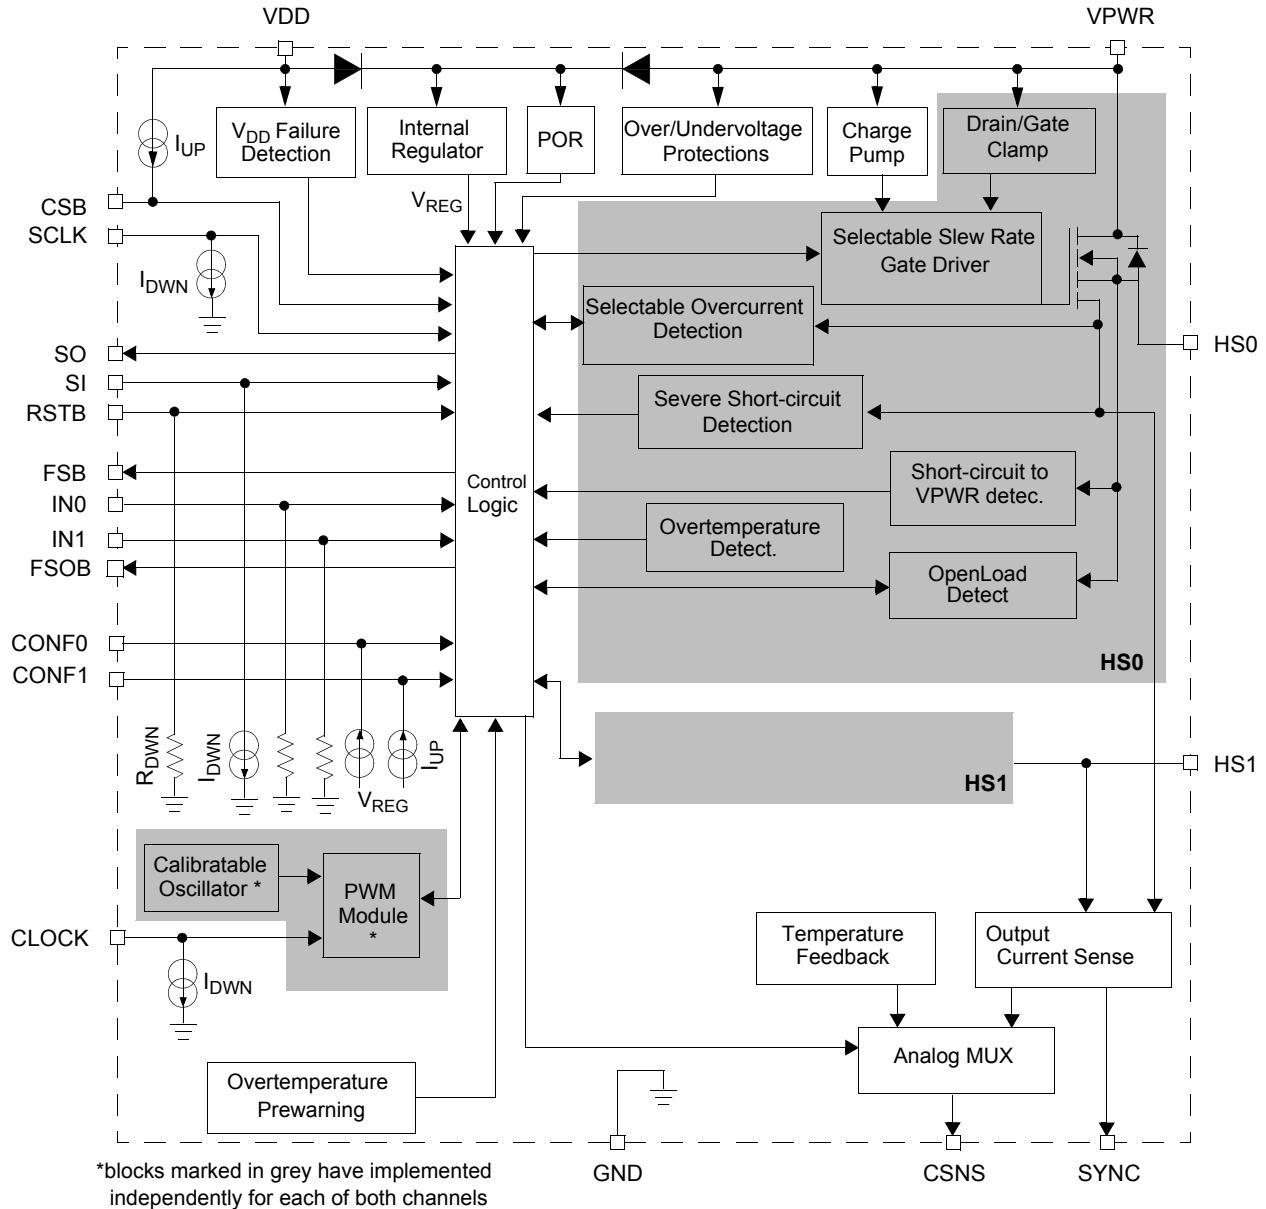 VDD
VPWR
VDD Failure
Detection
Internal
Regulator
POR
Over/Undervoltage
Protections
Charge
Pump
Drain/Gate
Clamp
IUP
VREG
CSB
SCLK
IDWN
Selectable Slew Rate
Gate Driver
Selectable Overcurrent
Detection
HS0
SO
SI
RSTB
Severe Short-circuit
Detection
FSB
IN0
IN1
FSOB
Control
Logic
Short-circuit to
VPWR detec.
Overtemperature
Detect.
OpenLoad
Detect
CONF0
CONF1
HS0
RDWN
IDWN
VREG
IUP
HS1
HS1
Calibratable
Oscillator *
PWM
Module
*
CLOCK
IDWN
Temperature
Feedback
Output
Current Sense
Analog MUX
Overtemperature
Prewarning
GND
CSNS
SYNC
*blocks marked in grey have implemented
independently for each of both channels